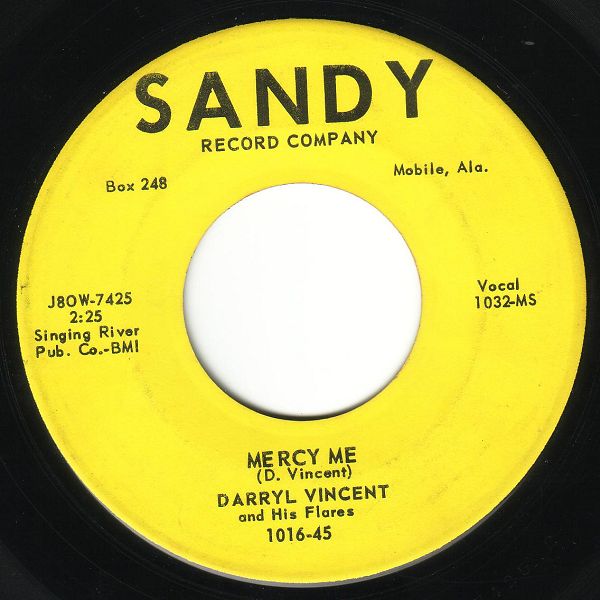 SANDY
RECORD COMPANY
Box 248
Mobile, Ala.
J8OW-7425
2:25
Singing River
Pub. Co.-BMI
Vocal
1032-MS
MERCY ME
(D. Vincent)
DARRYL VINCENT
and His Flares
1016-45